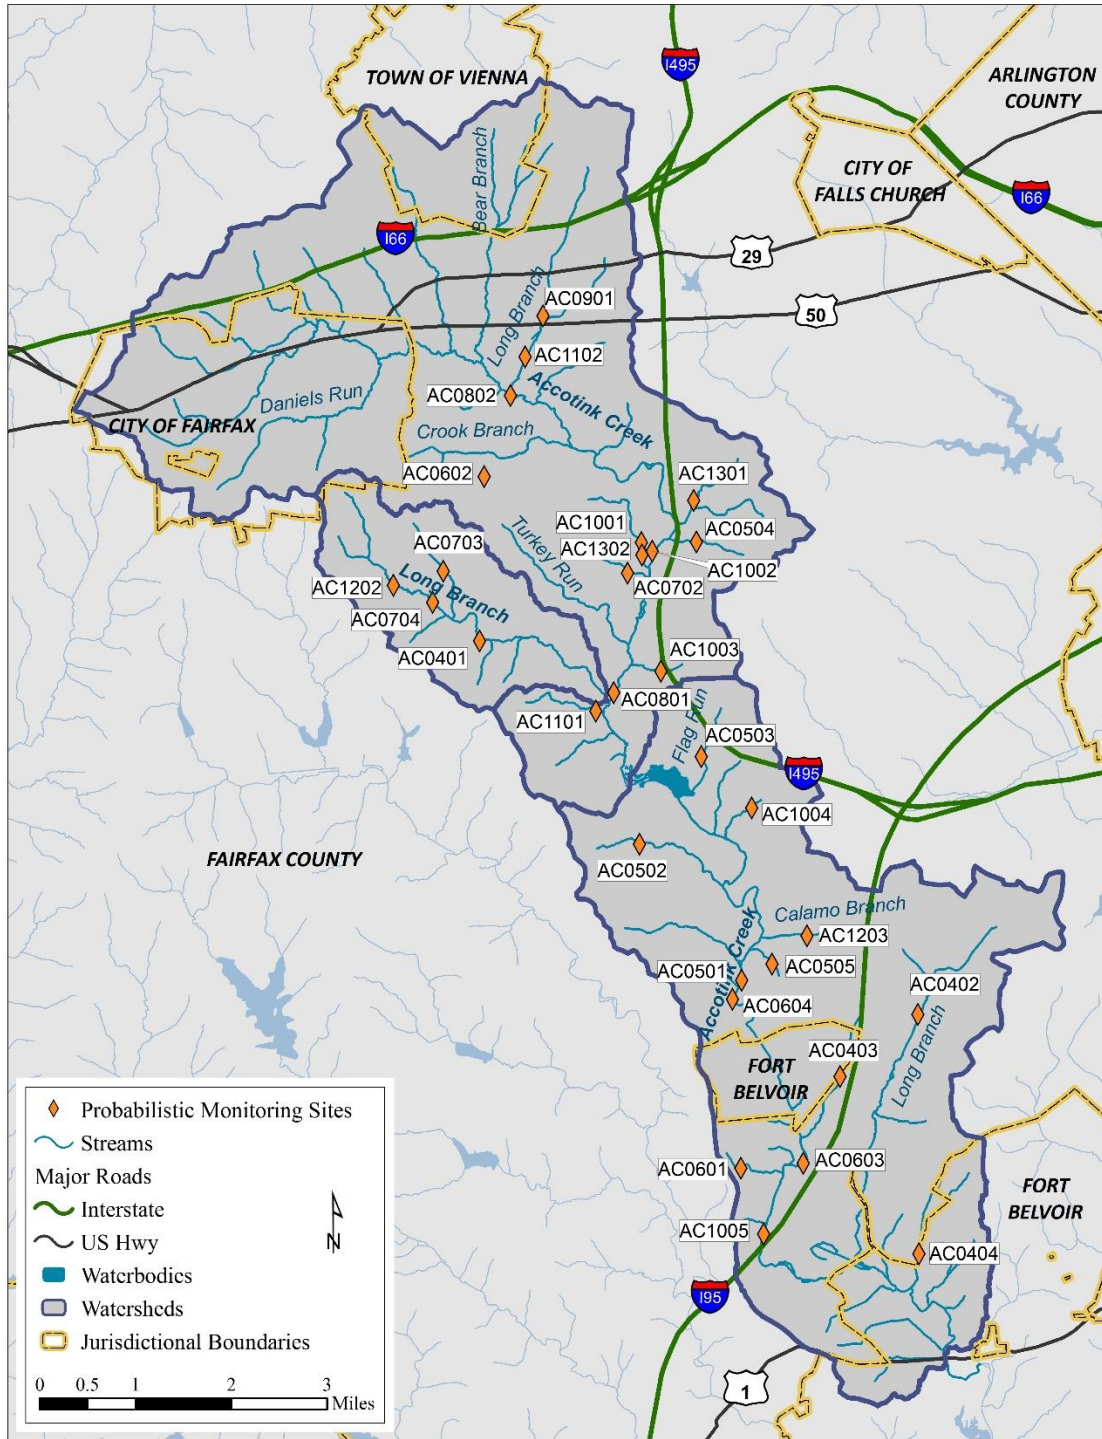 TOWN OF VIENNA
I495
ARLINGTON
COUNTY
Bear Branch
CITY OF
FALLS CHURCH
I66
I66
29
50
AC0901
Long Branch
AC1102
Accotink Creek
AC0802
Daniels Run
CITY OF FAIRFAX
Crook Branch
AC0602
AC1301
AC1001
AC0504
Turkey Run
AC1302
AC1002
AC0703
AC0702
AC1202
Long Branch
AC0704
AC0401
AC1003
AC0801
AC1101
Flag Run
AC0503
I495
AC1004
FAIRFAX COUNTY
AC0502
Calamo Branch
AC1203
Accotink Creek
AC0501
AC0505
AC0402
AC0604
AC0403
Long Branch
FORT
BELVOIR
AC0601
AC0603
FORT
BELVOIR
AC1005
AC0404
I95
1
Probabilistic Monitoring Sites
Streams
Major Roads
Interstate
US Hwy
Waterbodies
Watersheds
Jurisdictional Boundaries
N
0 0.5 1 2 3
Miles